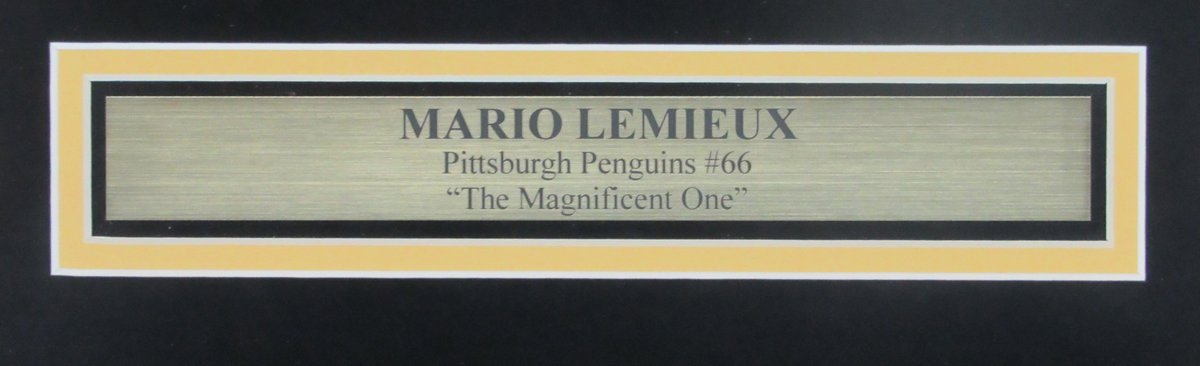 MARIO LEMIEUX
Pittsburgh Penguins #66
“The Magnificent One”